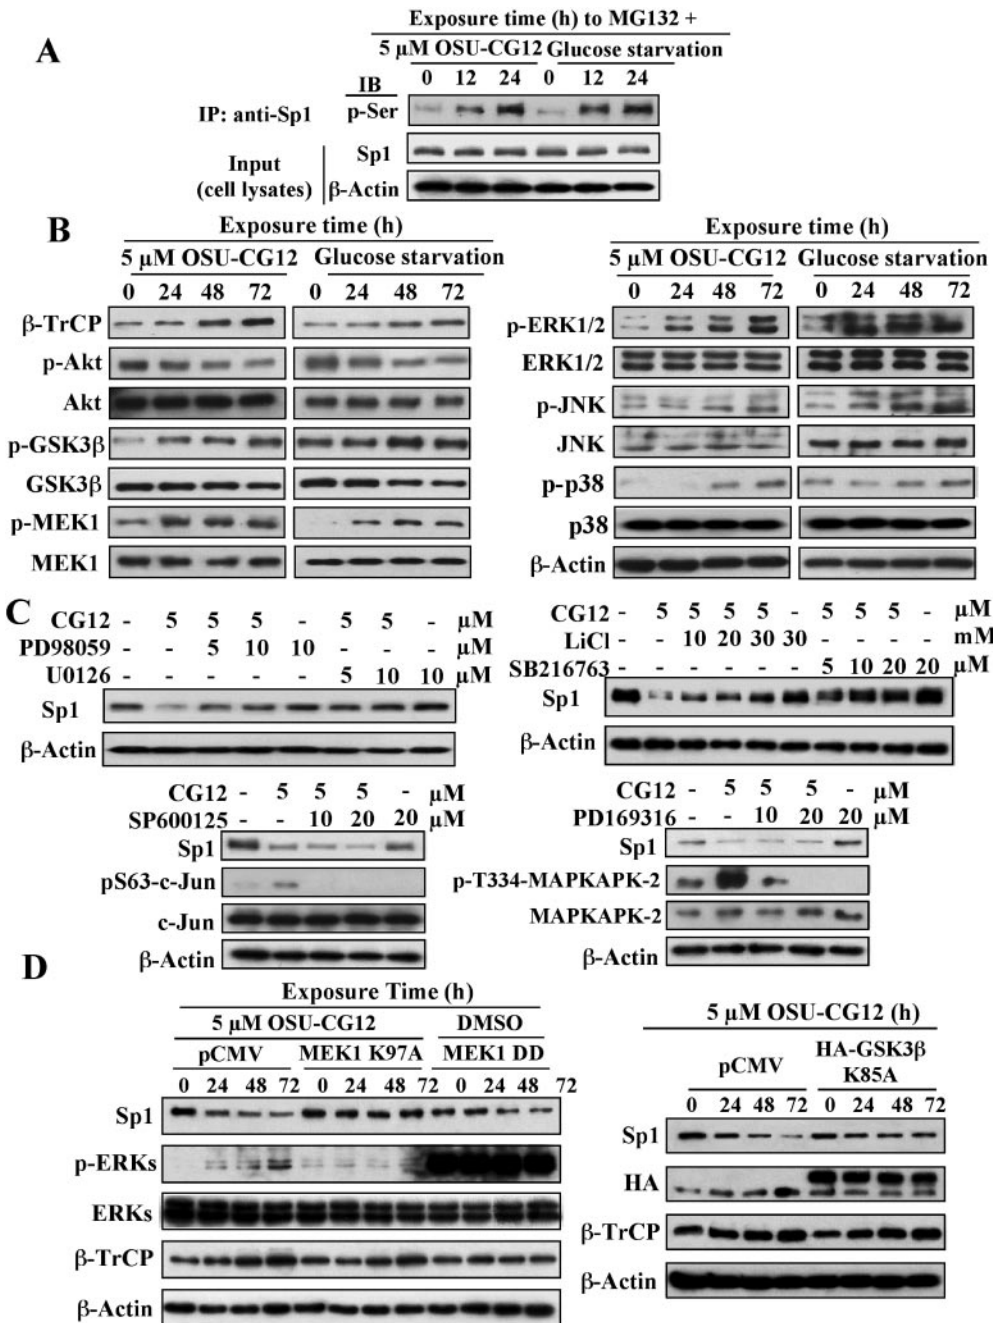 A
Exposure time (h) to MG132 +
5 µM OSU-CG12 Glucose starvation
0 12 24 0 12 24
IB
IP: anti-Sp1 p-Ser
Input (cell lysates)
Sp1
β-Actin
B
Exposure time (h)
5 µM OSU-CG12 Glucose starvation
0 24 48 72 0 24 48 72
β-TrCP
p-Akt
Akt
p-GSK3β
GSK3β
p-MEK1
MEK1
Exposure time (h)
5 µM OSU-CG12 Glucose starvation
0 24 48 72 0 24 48 72
p-ERK1/2
ERK1/2
p-JNK
JNK
p-p38
p38
β-Actin
C
CG12 - 5 5 5 - 5 5 - µM
PD98059 - - 5 10 10 - - - µM
U0126 - - - - - 5 10 10 µM
Sp1
β-Actin
CG12 - 5 5 5 5 - 5 5 5 - µM
LiCl - - 10 20 30 30 - - - - mM
SB216763 - - - - - - 5 10 20 20 µM
Sp1
β-Actin
CG12 - 5 5 5 - µM
SP600125 - - 10 20 20 µM
Sp1
pS63-c-Jun
c-Jun
β-Actin
CG12 - 5 5 5 - µM
PD169316 - - 10 20 20 µM
Sp1
p-T334-MAPKAPK-2
MAPKAPK-2
β-Actin
D
Exposure Time (h)
5 µM OSU-CG12 DMSO
pCMV MEK1 K97A MEK1 DD
0 24 48 72 0 24 48 72 0 24 48 72
Sp1
p-ERKs
ERKs
β-TrCP
β-Actin
5 µM OSU-CG12 (h)
pCMV HA-GSK3β K85A
0 24 48 72 0 24 48 72
Sp1
HA
β-TrCP
β-Actin